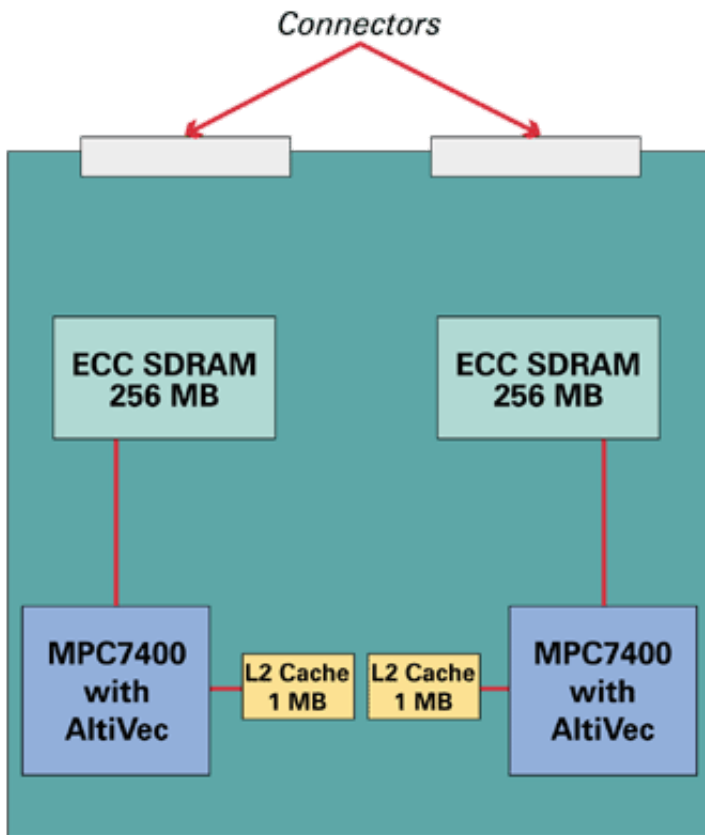 Connectors
ECC SDRAM
256 MB
ECC SDRAM
256 MB
MPC7400
with
AltiVec
L2 Cache
1 MB
L2 Cache
1 MB
MPC7400
with
AltiVec